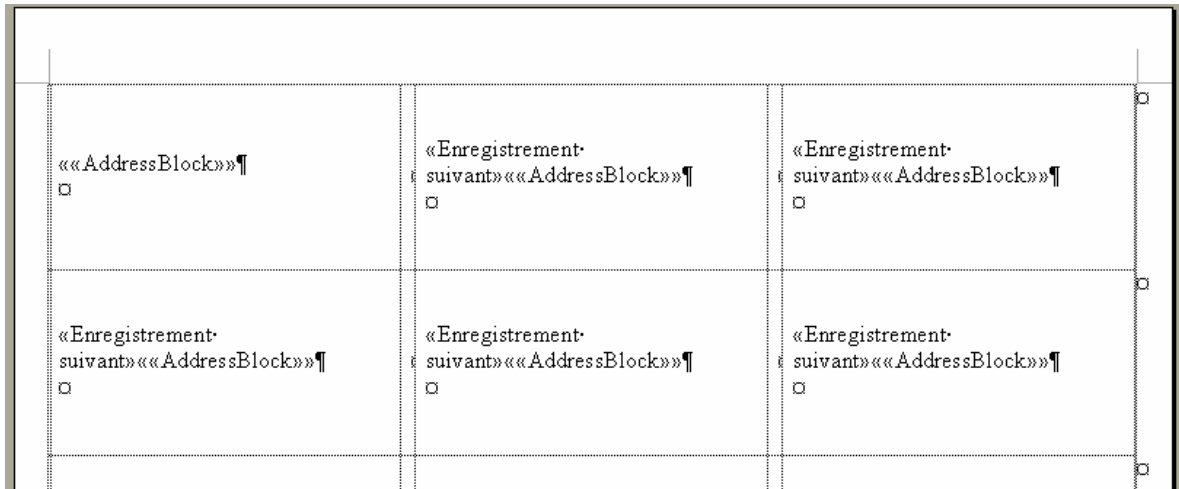 ««AddressBlock»»¶
¤
«Enregistrement·
suivant»««AddressBlock»»¶
¤
«Enregistrement·
suivant»««AddressBlock»»¶
¤
¤
«Enregistrement·
suivant»««AddressBlock»»¶
¤
«Enregistrement·
suivant»««AddressBlock»»¶
¤
«Enregistrement·
suivant»««AddressBlock»»¶
¤
¤
¤